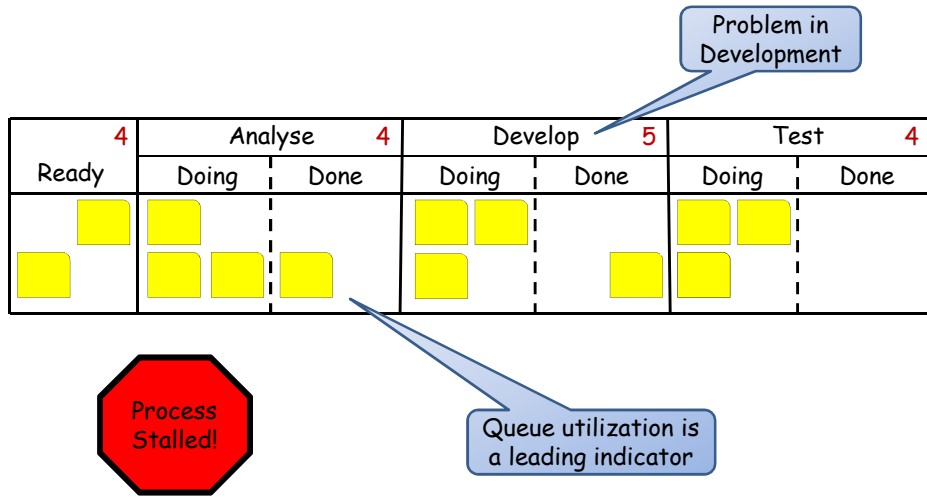 Problem in
Development
4
Analyse 4
Develop 5
Test 4
Ready
Doing Done
Doing Done
Doing Done
Process
Stalled!
Queue utilization is
a leading indicator